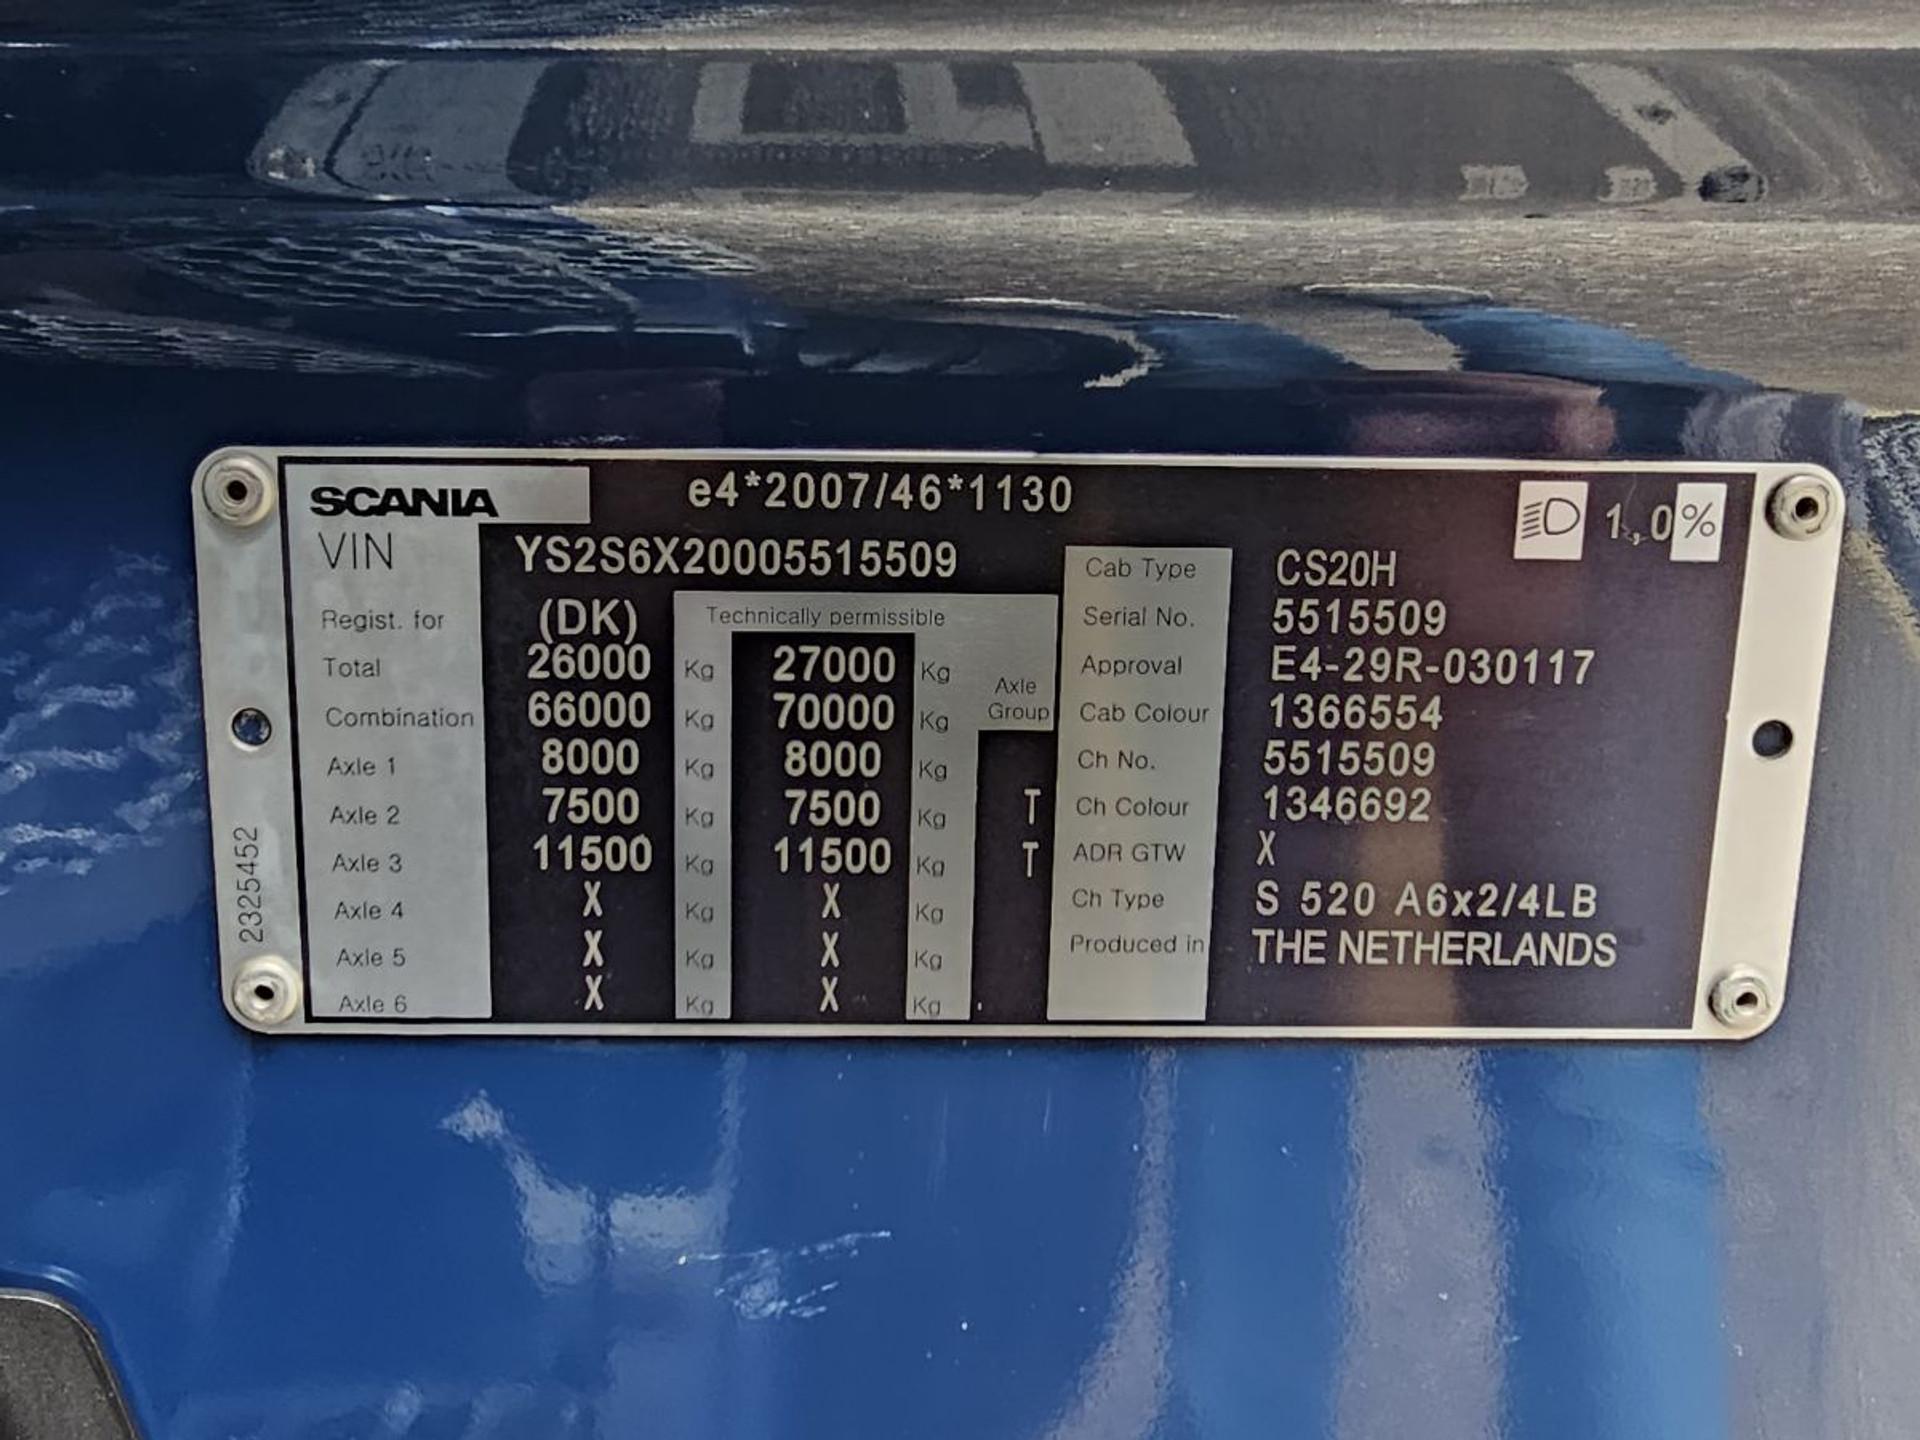 SCANIA e4*2007/46*1130
1.0%
VIN YS2S6X20005515509
Regist. for (DK) Technically permissible
Total 26000 Kg 27000 Kg
Combination 66000 Kg 70000 Kg Axle Group
Axle 1 8000 Kg 8000 Kg
Axle 2 7500 Kg 7500 Kg T
Axle 3 11500 Kg 11500 Kg T
Axle 4 X Kg X Kg
Axle 5 X Kg X Kg
Axle 6 X Kg X Kg
Cab Type CS20H
Serial No. 5515509
Approval E4-29R-030117
Cab Colour 1366554
Ch No. 5515509
Ch Colour 1346692
ADR GTW X
Ch Type S 520 A6x2/4LB
Produced in THE NETHERLANDS
2325452